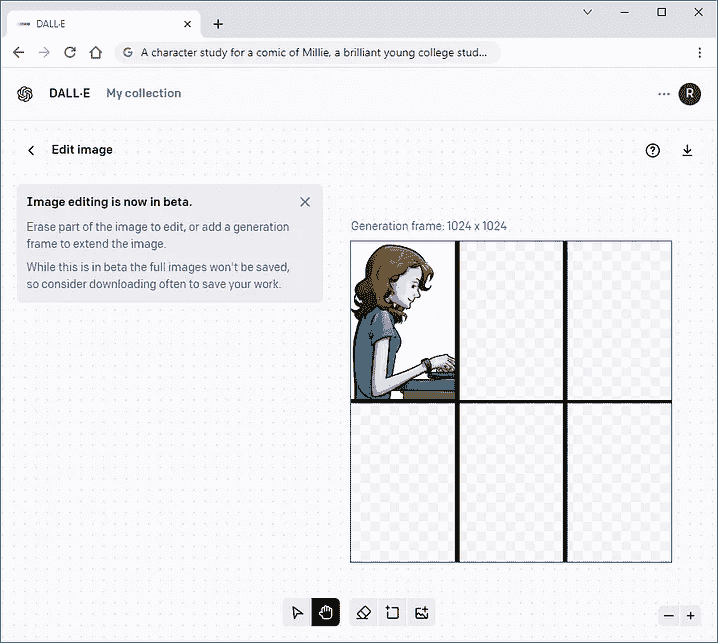 DALL·E
A character study for a comic of Millie, a brilliant young college stud...
DALL·E My collection
R
Edit image
Image editing is now in beta.
Erase part of the image to edit, or add a generation
frame to extend the image.
While this is in beta the full images won't be saved,
so consider downloading often to save your work.
Generation frame: 1024 x 1024